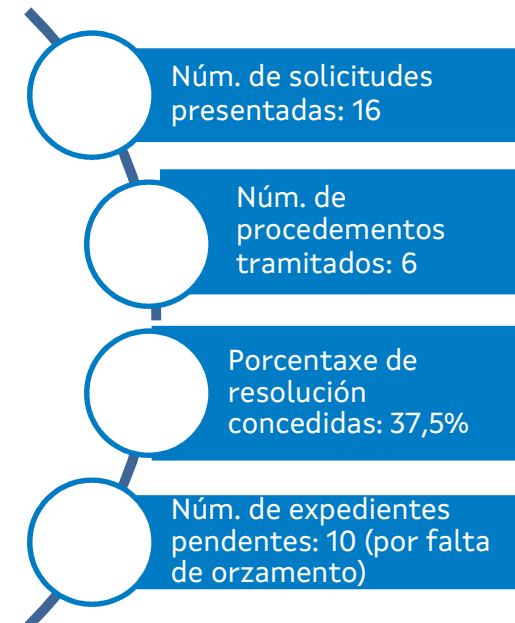 Núm. de solicitudes
presentadas: 16
Núm. de
procedementos
tramitados: 6
Porcentaxe de
resolución
concedidas: 37,5%
Núm. de expedientes
pendentes: 10 (por falta
de orzamento)